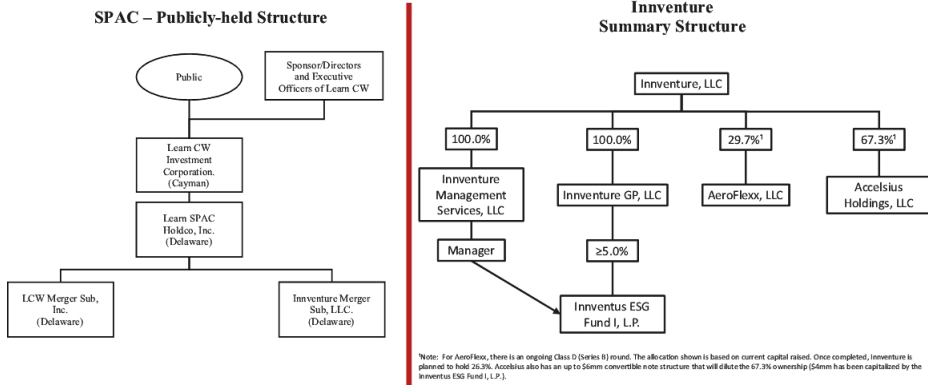 SPAC – Publicly-held Structure
Public
Sponsor/Directors
and Executive
Officers of Learn CW
Learn CW
Investment
Corporation.
(Cayman)
Learn SPAC
Holdco, Inc.
(Delaware)
LCW Merger Sub,
Inc.
(Delaware)
Innventure Merger
Sub, LLC.
(Delaware)
Innventure
Summary Structure
Innventure, LLC
100.0%
100.0%
29.7%¹
67.3%¹
Innventure
Management
Services, LLC
Innventure GP, LLC
AeroFlexx, LLC
Accelsius
Holdings, LLC
Manager
≥5.0%
Innventus ESG
Fund I, L.P.
¹Note: For AeroFlexx, there is an ongoing Class D (Series B) round. The allocation shown is based on current capital raised. Once completed, Innventure is
planned to hold 26.3%. Accelsius also has an up to $6mm convertible note structure that will dilute the 67.3% ownership ($4mm has been capitalized by the
Innventus ESG Fund I, L.P.).